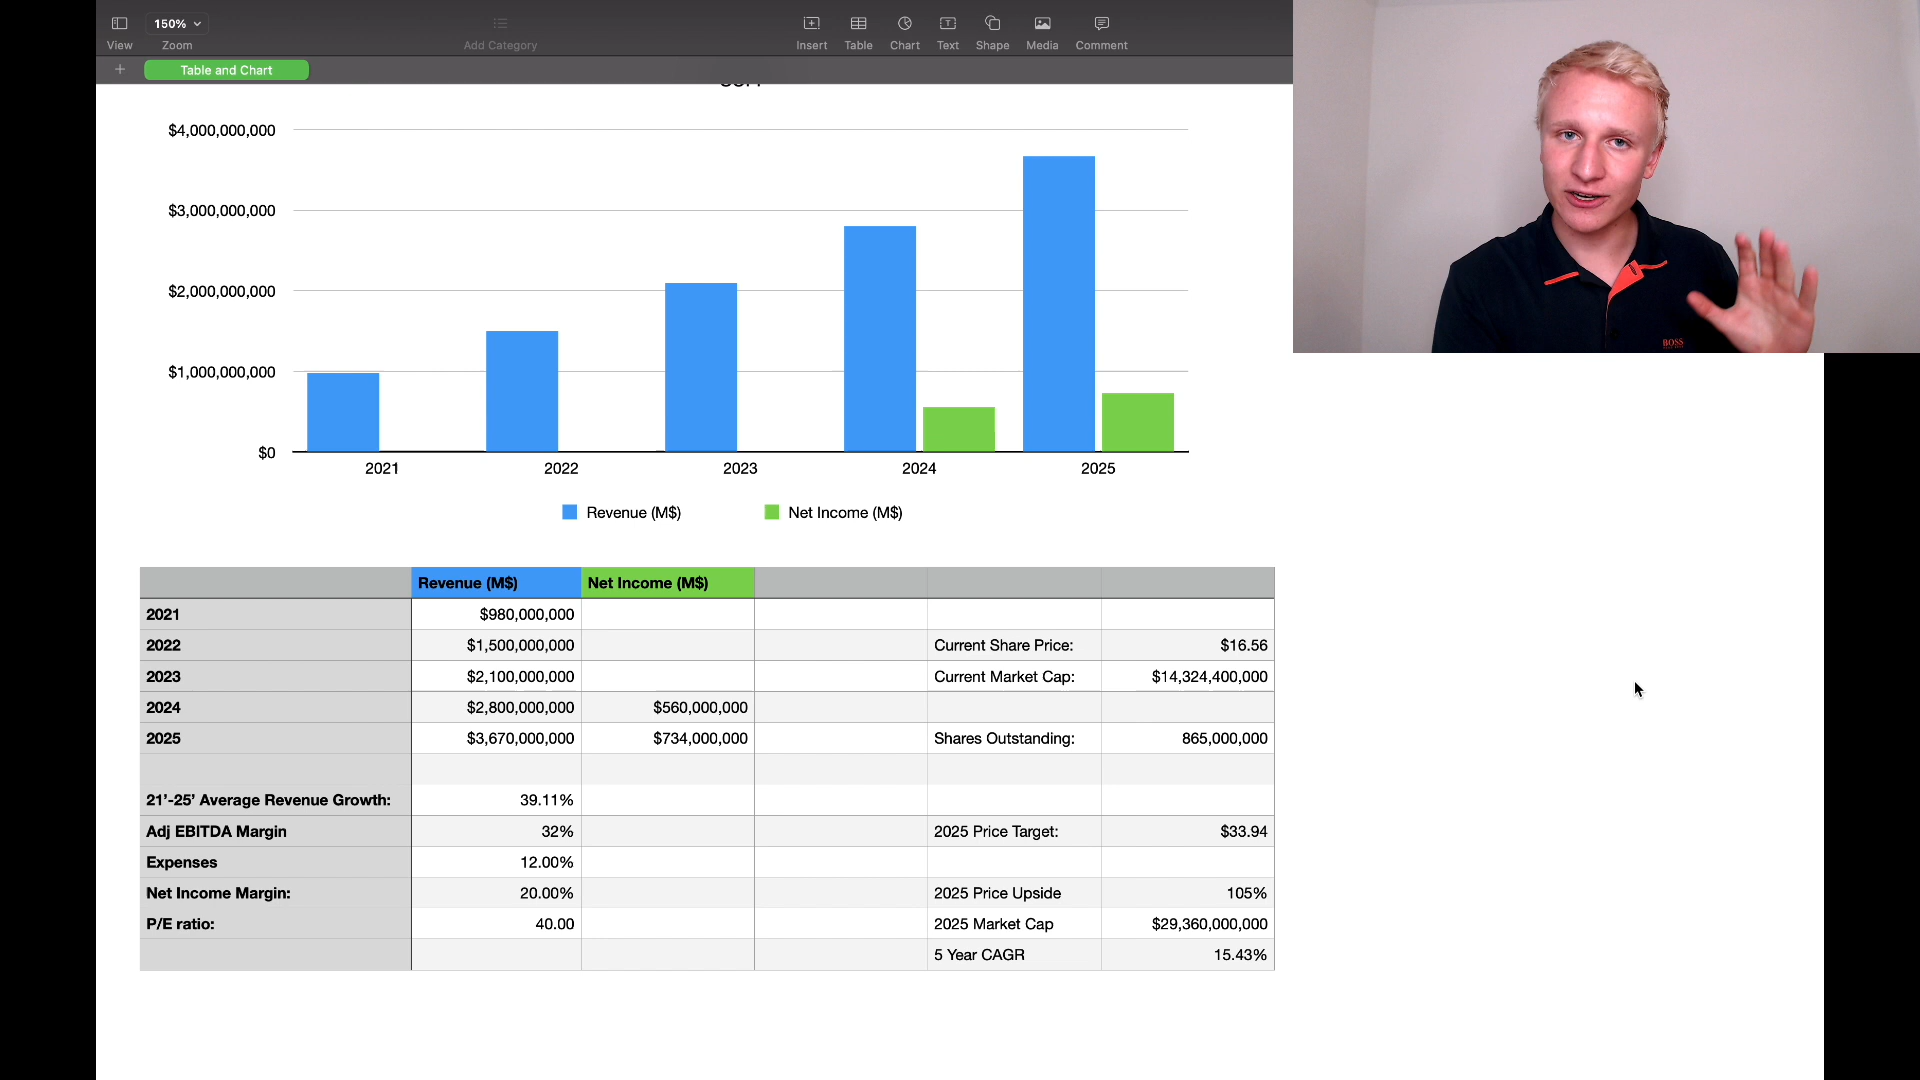 150%
View
Zoom
Add Category
Insert
Table
Chart
Text
Shape
Media
Comment
Table and Chart
$4,000,000,000
$3,000,000,000
$2,000,000,000
$1,000,000,000
$0
2021 2022 2023 2024 2025
Revenue (M$) Net Income (M$)
Revenue (M$) Net Income (M$)
2021 $980,000,000
2022 $1,500,000,000 Current Share Price: $16.56
2023 $2,100,000,000 Current Market Cap: $14,324,400,000
2024 $2,800,000,000 $560,000,000
2025 $3,670,000,000 $734,000,000 Shares Outstanding: 865,000,000
21’-25’ Average Revenue Growth: 39.11%
Adj EBITDA Margin 32% 2025 Price Target: $33.94
Expenses 12.00%
Net Income Margin: 20.00% 2025 Price Upside 105%
P/E ratio: 40.00 2025 Market Cap $29,360,000,000
5 Year CAGR 15.43%
BOSS